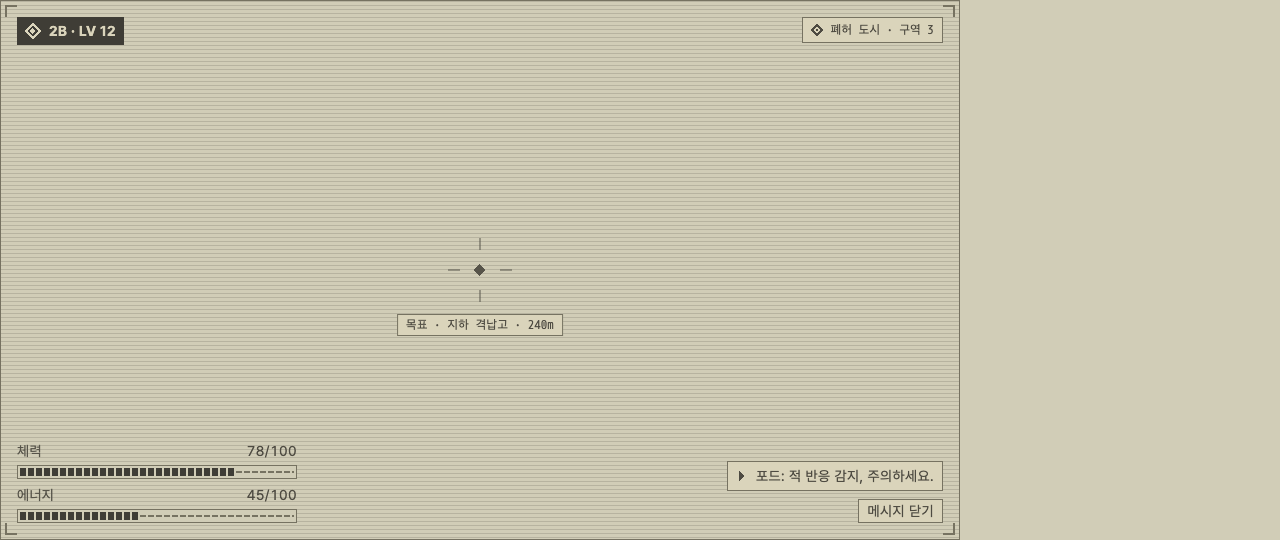 2B · LV 12
폐허 도시 · 구역 3
목표 · 지하 격납고 · 240m
체력 78/100
에너지 45/100
포드: 적 반응 감지, 주의하세요.
메시지 닫기